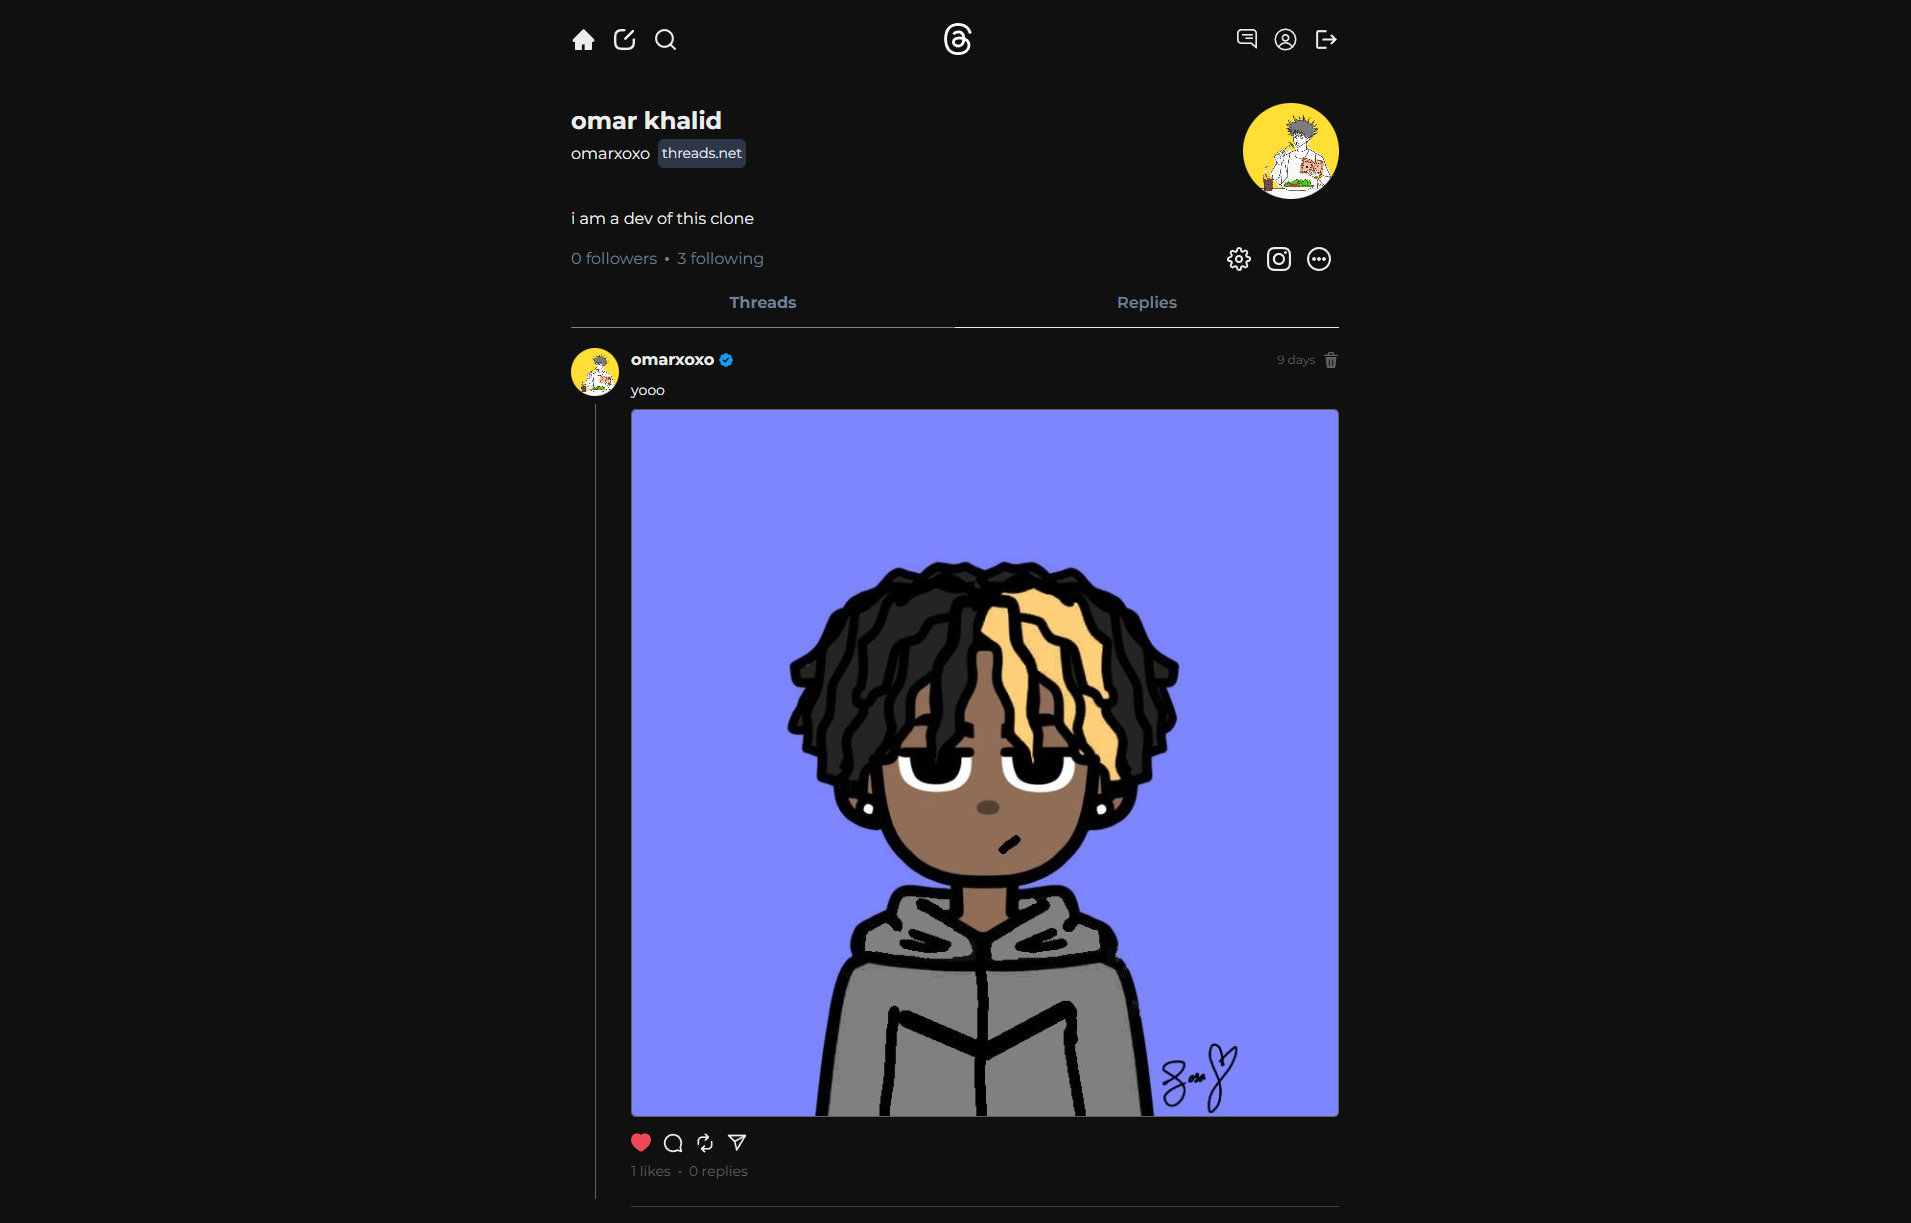 omar khalid
omarxoxo threads.net
i am a dev of this clone
0 followers • 3 following
Threads Replies
omarxoxo 9 days
yooo
1 likes · 0 replies